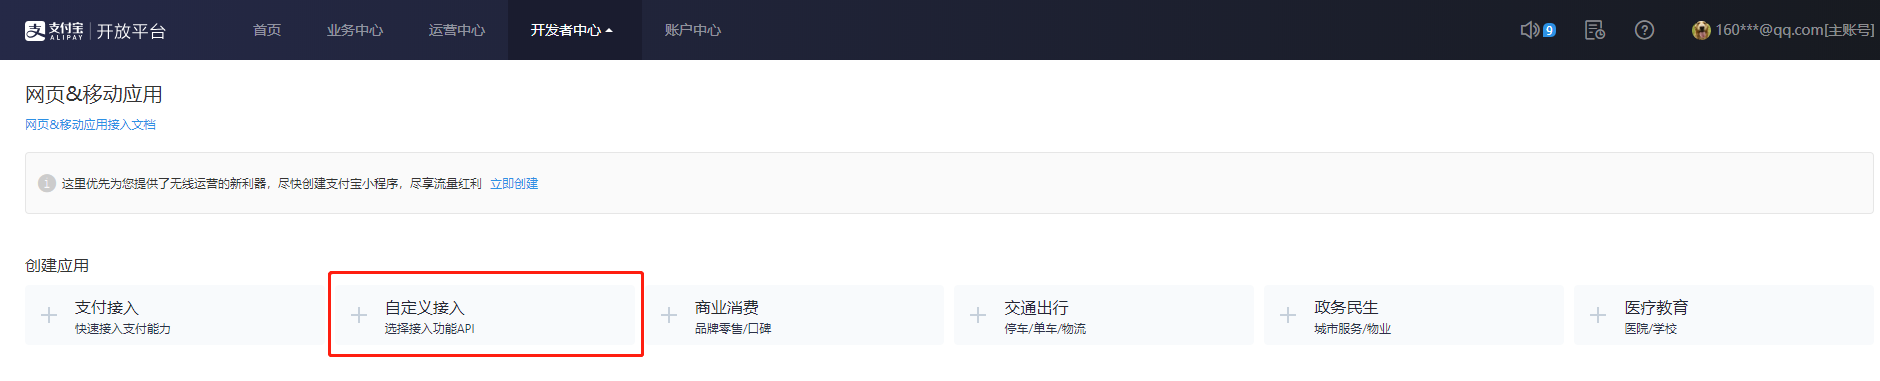 支付宝 ALIPAY 开放平台 首页 业务中心 运营中心 开发者中心 账户中心 9 160***@qq.com[主账号]
网页&移动应用
网页&移动应用接入文档
这里优先为您提供了无线运营的新利器，尽快创建支付宝小程序，尽享流量红利 立即创建
创建应用
支付接入
快速接入支付能力
自定义接入
选择接入功能API
商业消费
品牌零售/口碑
交通出行
停车/单车/物流
政务民生
城市服务/物业
医疗教育
医院/学校